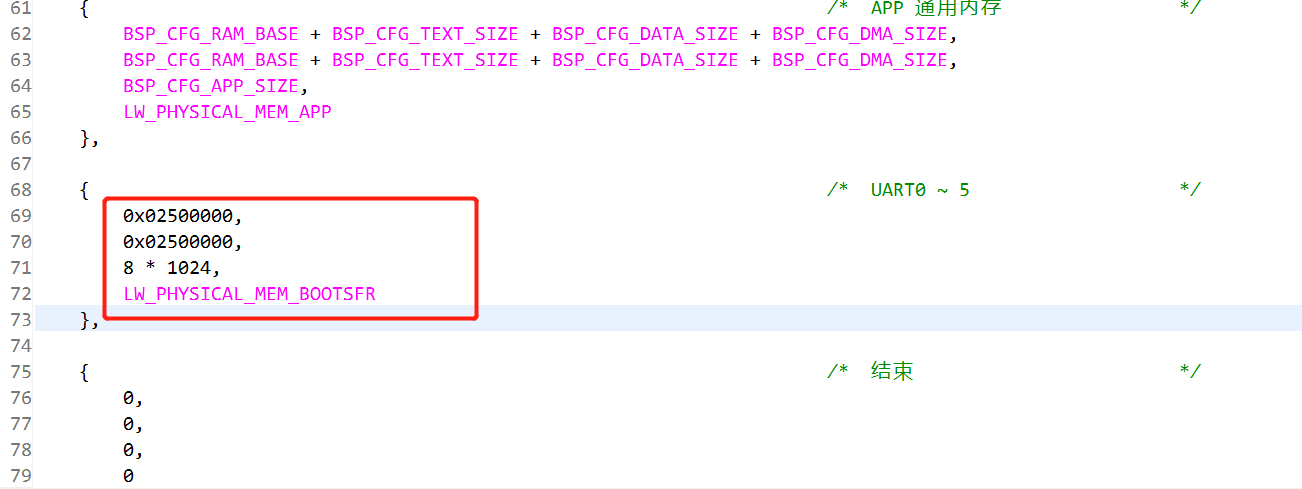 61 { /* APP 通用内存 */
62 BSP_CFG_RAM_BASE + BSP_CFG_TEXT_SIZE + BSP_CFG_DATA_SIZE + BSP_CFG_DMA_SIZE,
63 BSP_CFG_RAM_BASE + BSP_CFG_TEXT_SIZE + BSP_CFG_DATA_SIZE + BSP_CFG_DMA_SIZE,
64 BSP_CFG_APP_SIZE,
65 LW_PHYSICAL_MEM_APP
66 },
67
68 { /* UART0 ~ 5 */
69 0x02500000,
70 0x02500000,
71 8 * 1024,
72 LW_PHYSICAL_MEM_BOOTSFR
73 },
74
75 { /* 结束 */
76 0,
77 0,
78 0,
79 0